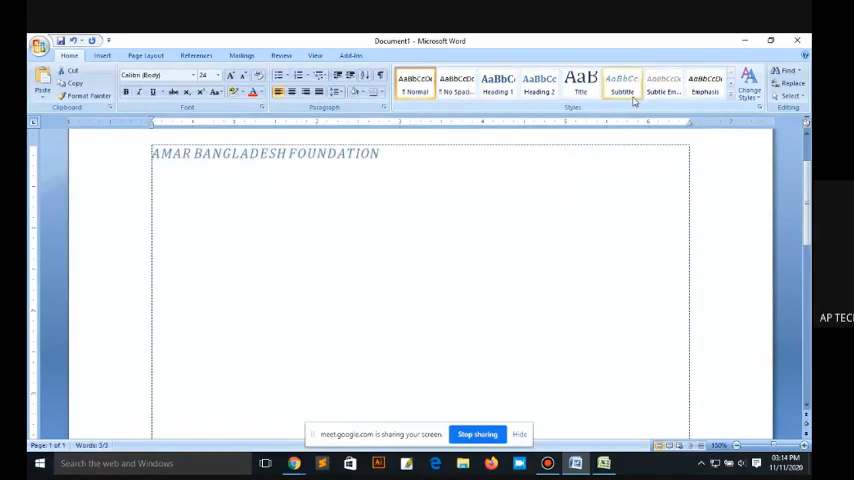 Document1 - Microsoft Word
Home Insert Page Layout References Mailings Review View Add-Ins
Paste
Cut
Copy
Format Painter
Clipboard
Calibri (Body) 24
Font
Paragraph
AaBbCcDc AaBbCcDc AaBbCc AaBbCc AaB AaBbCc. AaBbCcDc AaBbCcDc
¶ Normal ¶ No Spaci... Heading 1 Heading 2 Title Subtitle Subtle Em... Emphasis
Change Styles
Styles
Find
Replace
Select
Editing
AMAR BANGLADESH FOUNDATION
AP TECH
meet.google.com is sharing your screen. Stop sharing Hide
Page: 1 of 1 Words: 3/3 150%
Search the web and Windows
03:14 PM
11/11/2020